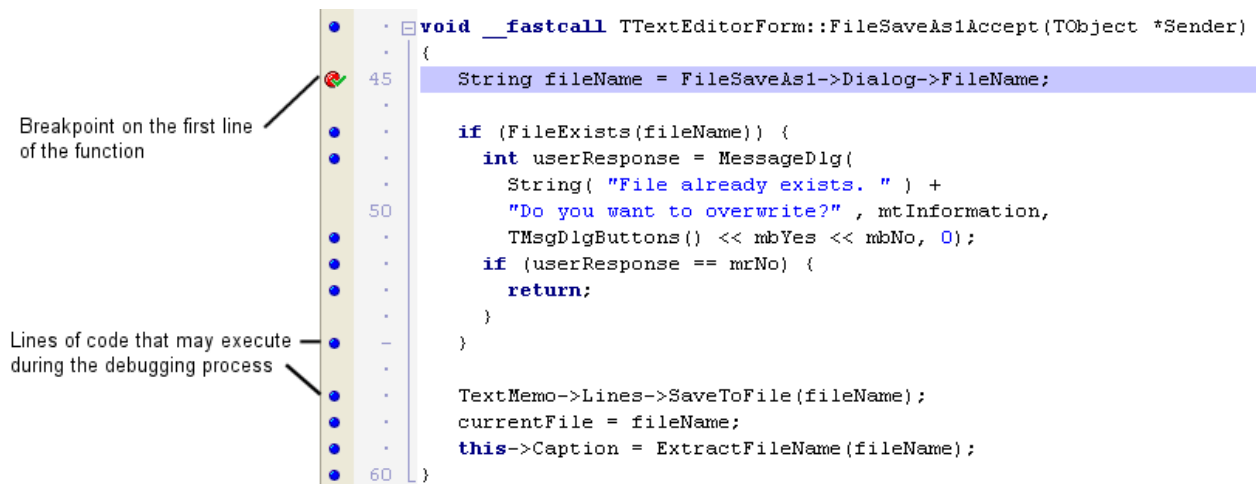 void __fastcall TTextEditorForm::FileSaveAs1Accept(TObject *Sender)
{
45 String fileName = FileSaveAs1->Dialog->FileName;
Breakpoint on the first line
of the function
if (FileExists(fileName)) {
int userResponse = MessageDlg(
String( "File already exists. " ) +
50 "Do you want to overwrite?" , mtInformation,
TMsgDlgButtons() << mbYes << mbNo, 0);
if (userResponse == mrNo) {
return;
}
}
Lines of code that may execute
during the debugging process
TextMemo->Lines->SaveToFile(fileName);
currentFile = fileName;
this->Caption = ExtractFileName(fileName);
60 }